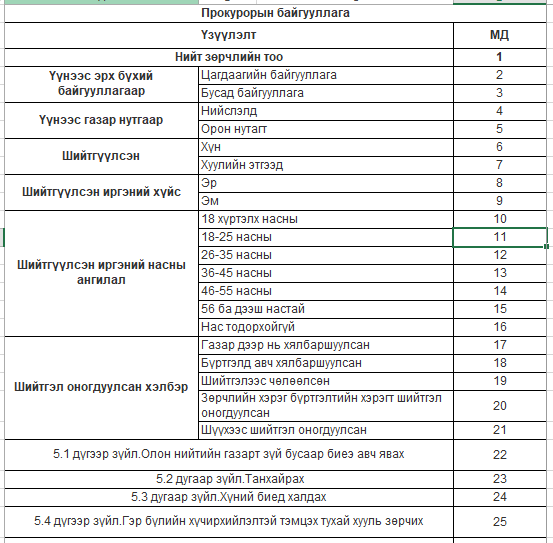 Прокурорын байгууллага
Үзүүлэлт МД
Нийт зөрчлийн тоо 1
Үүнээс эрх бүхий байгууллагаар
Цагдаагийн байгууллага 2
Бусад байгууллага 3
Үүнээс газар нутгаар
Нийслэлд 4
Орон нутагт 5
Шийтгүүлсэн
Хүн 6
Хуулийн этгээд 7
Шийтгүүлсэн иргэний хүйс
Эр 8
Эм 9
Шийтгүүлсэн иргэний насны ангилал
18 хүртэлх насны 10
18-25 насны 11
26-35 насны 12
36-45 насны 13
46-55 насны 14
56 ба дээш настай 15
Нас тодорхойгүй 16
Шийтгэл оногдуулсан хэлбэр
Газар дээр нь хялбаршуулсан 17
Бүртгэлд авч хялбаршуулсан 18
Шийтгэлээс чөлөөлсөн 19
Зөрчлийн хэрэг бүртгэлтийн хэрэгт шийтгэл
оногдуулсан 20
Шүүхээс шийтгэл оногдуулсан 21
5.1 дүгээр зүйл.Олон нийтийн газарт зүй бусаар биеэ авч явах 22
5.2 дугаар зүйл.Танхайрах 23
5.3 дугаар зүйл.Хүний биед халдах 24
5.4 дүгээр зүйл.Гэр бүлийн хүчирхийлэлтэй тэмцэх тухай хууль зөрчих 25